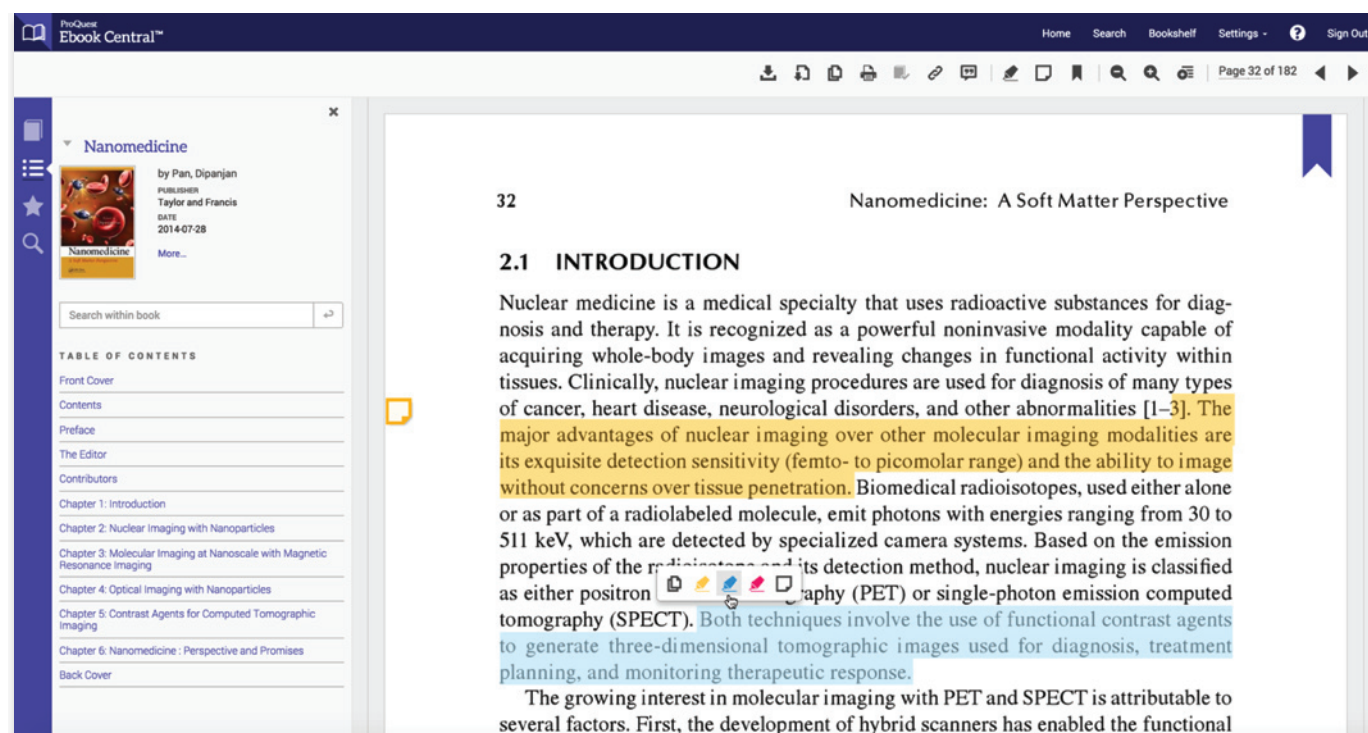 ProQuest
Ebook Central™
Home Search Bookshelf Settings Sign Out
Page 32 of 182
Nanomedicine
by Pan, Dipanjan
PUBLISHER
Taylor and Francis
DATE
2014-07-28
More...
Nanomedicine
Search within book
TABLE OF CONTENTS
Front Cover
Contents
Preface
The Editor
Contributors
Chapter 1: Introduction
Chapter 2: Nuclear Imaging with Nanoparticles
Chapter 3: Molecular Imaging at Nanoscale with Magnetic
Resonance Imaging
Chapter 4: Optical Imaging with Nanoparticles
Chapter 5: Contrast Agents for Computed Tomographic
Imaging
Chapter 6: Nanomedicine : Perspective and Promises
Back Cover
32 Nanomedicine: A Soft Matter Perspective
2.1 INTRODUCTION
Nuclear medicine is a medical specialty that uses radioactive substances for diag-
nosis and therapy. It is recognized as a powerful noninvasive modality capable of
acquiring whole-body images and revealing changes in functional activity within
tissues. Clinically, nuclear imaging procedures are used for diagnosis of many types
of cancer, heart disease, neurological disorders, and other abnormalities [1–3]. The
major advantages of nuclear imaging over other molecular imaging modalities are
its exquisite detection sensitivity (femto- to picomolar range) and the ability to image
without concerns over tissue penetration. Biomedical radioisotopes, used either alone
or as part of a radiolabeled molecule, emit photons with energies ranging from 30 to
511 keV, which are detected by specialized camera systems. Based on the emission
properties of the its detection method, nuclear imaging is classified
as either positron raphy (PET) or single-photon emission computed
tomography (SPECT). Both techniques involve the use of functional contrast agents
to generate three-dimensional tomographic images used for diagnosis, treatment
planning, and monitoring therapeutic response.
The growing interest in molecular imaging with PET and SPECT is attributable to
several factors. First, the development of hybrid scanners has enabled the functional